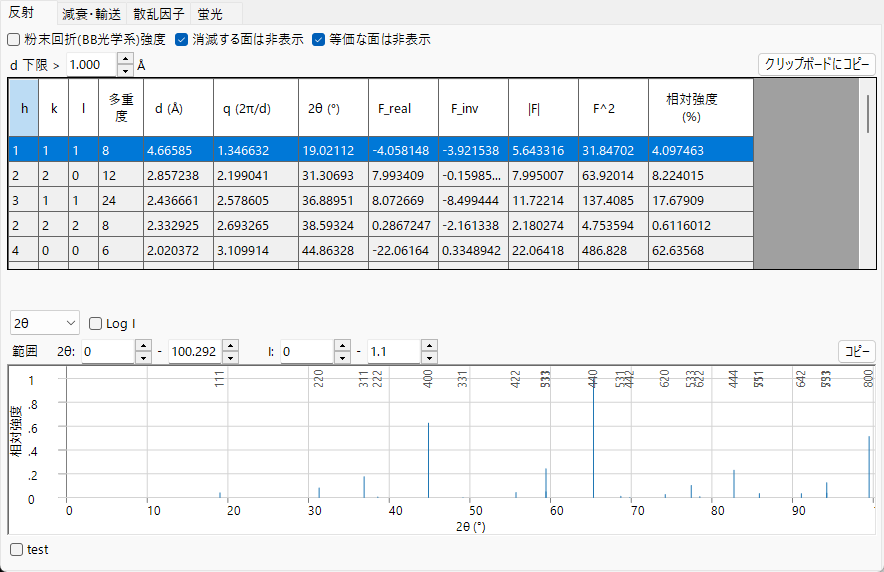 反射 減衰・輸送 散乱因子 蛍光
粉末回折(BB光学系)強度 消滅する面は非表示 等価な面は非表示
d 下限 > 1.000 Å クリップボードにコピー
h k l 多重度 d (Å) q (2π/d) 2θ (°) F_real F_inv |F| F^2 相対強度 (%)
1 1 1 8 4.66585 1.346632 19.02112 -4.058148 -3.921538 5.643316 31.84702 4.097463
2 2 0 12 2.857238 2.199041 31.30693 7.993409 -0.15985... 7.995007 63.92014 8.224015
3 1 1 24 2.436661 2.578605 36.88951 8.072669 -8.499444 11.72214 137.4085 17.67909
2 2 2 8 2.332925 2.693265 38.59324 0.2867247 -2.161338 2.180274 4.753594 0.6116012
4 0 0 6 2.020372 3.109914 44.86328 -22.06164 0.3348942 22.06418 486.828 62.63568
2θ Log I
範囲 2θ: 0 - 100.292 I: 0 - 1.1 コピー
111 220 311 222 400 331 422 440 531 442 620 533 622 444 642 800
相対強度
1
.8
.6
.4
.2
0
0 10 20 30 40 50 60 70 80 90
2θ (°)
test